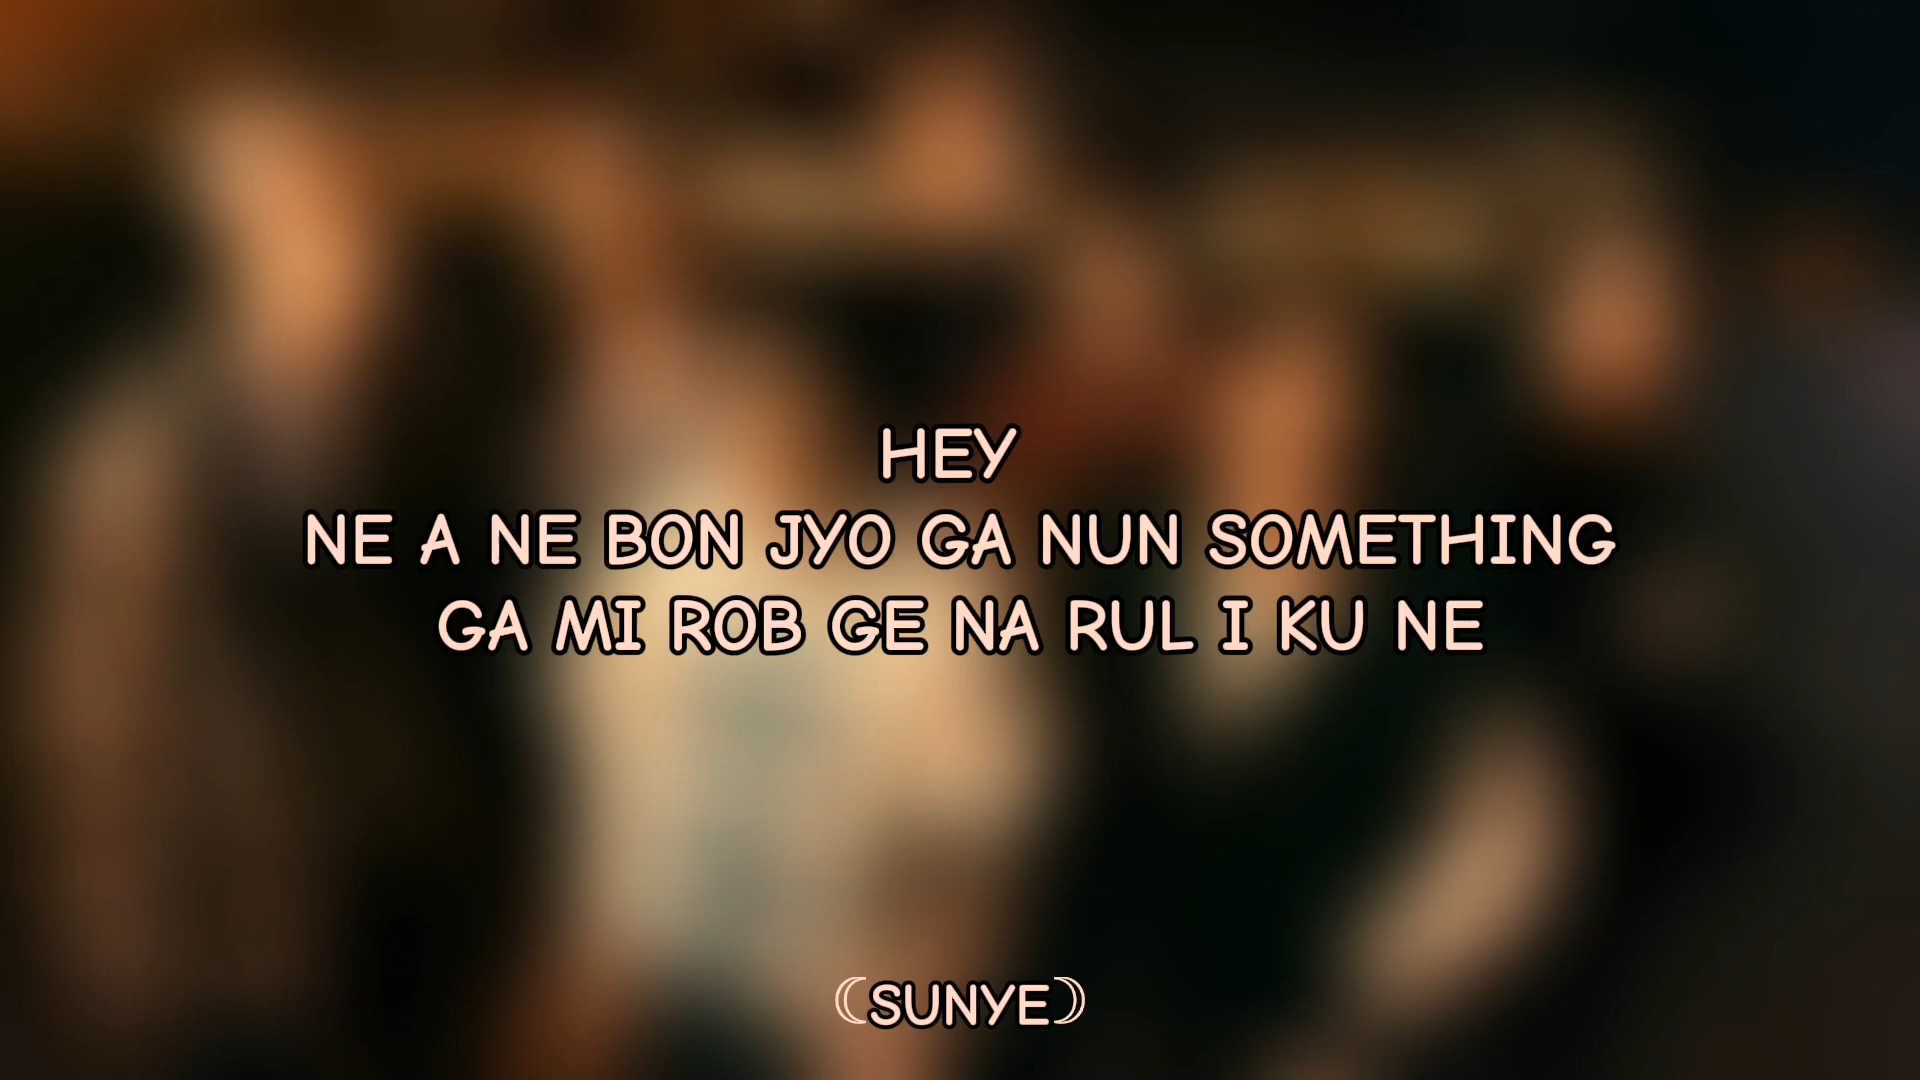 HEY
NE A NE BON JYO GA NUN SOMETHING
GA MI ROB GE NA RUL I KU NE
☾SUNYE☽